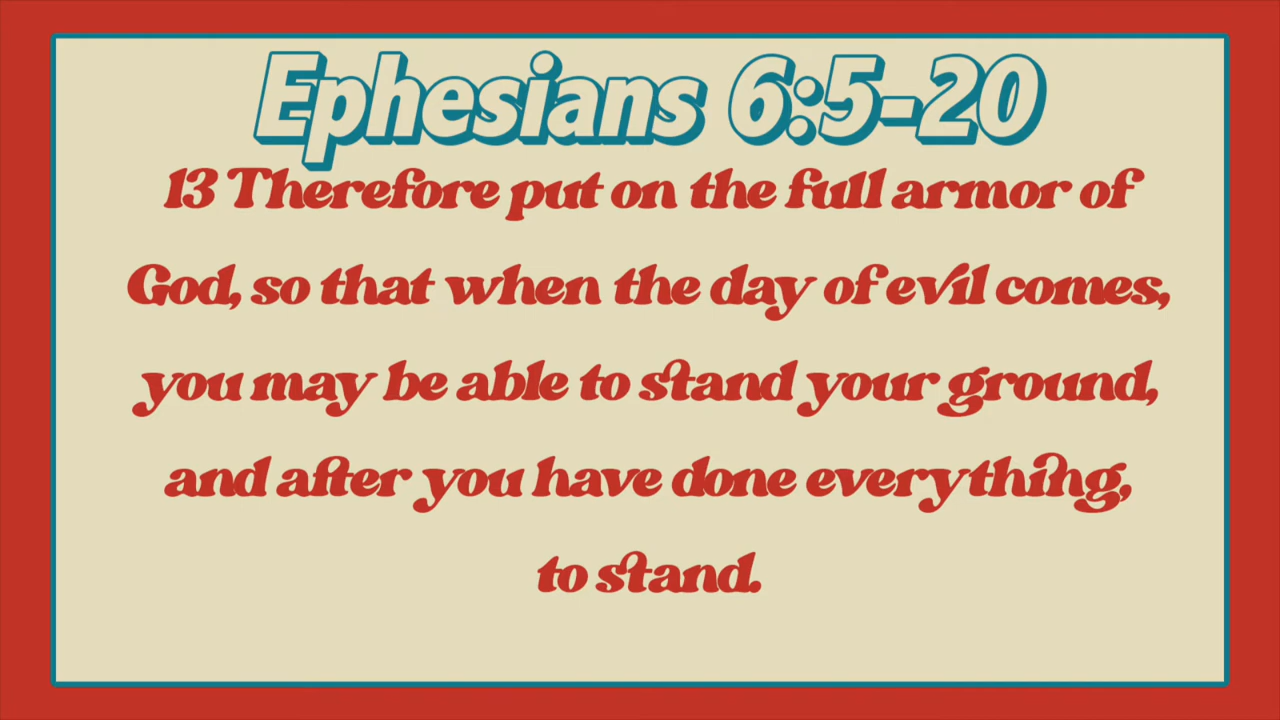 Ephesians 6:5-20
13 Therefore put on the full armor of
God, so that when the day of evil comes,
you may be able to stand your ground,
and after you have done everything,
to stand.